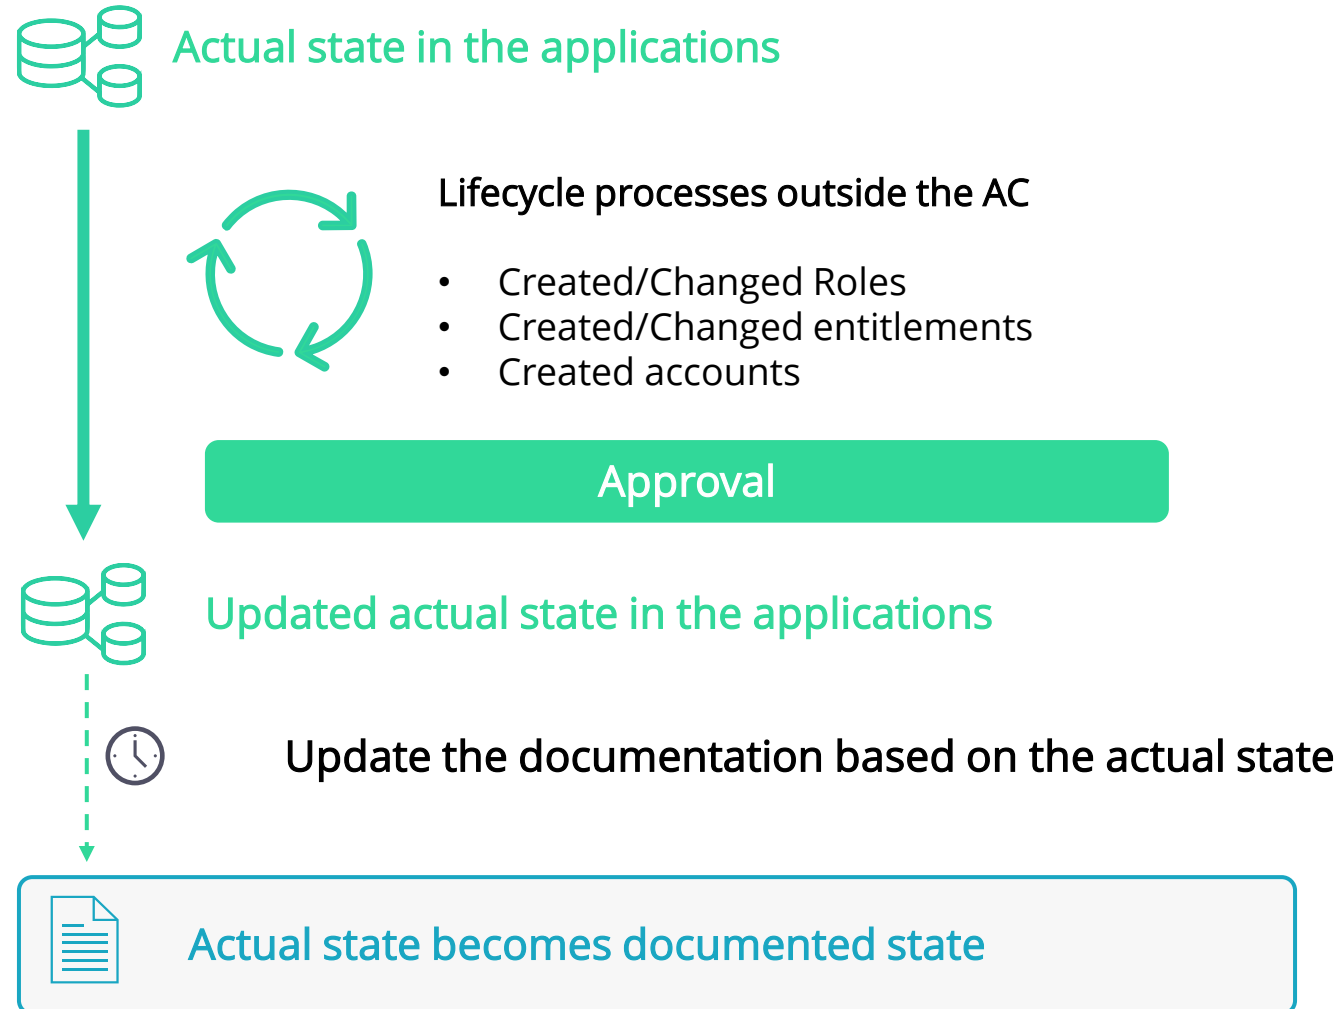 Actual state in the applications
Lifecycle processes outside the AC
• Created/Changed Roles
• Created/Changed entitlements
• Created accounts
Approval
Updated actual state in the applications
Update the documentation based on the actual state
Actual state becomes documented state